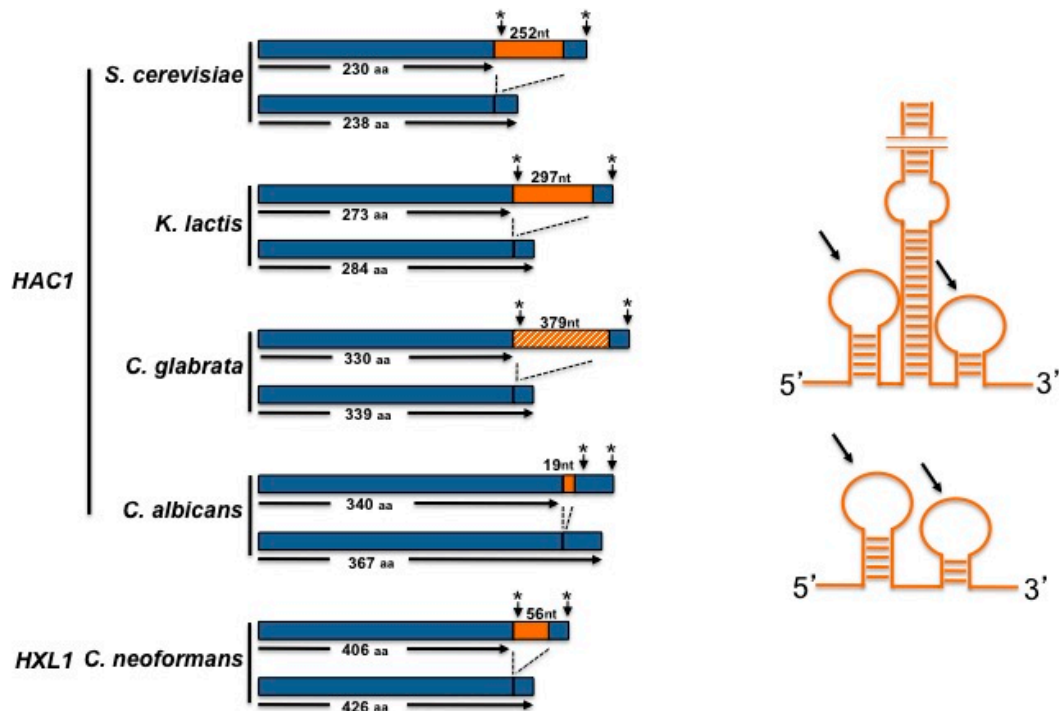 * *
252nt
S. cerevisiae
230 aa
238 aa
* *
297nt
K. lactis
273 aa
284 aa
HAC1
* *
379nt
C. glabrata
330 aa
339 aa
* *
19nt
C. albicans
340 aa
367 aa
* *
56nt
HXL1 C. neoformans
406 aa
426 aa
5’ 3’
5’ 3’